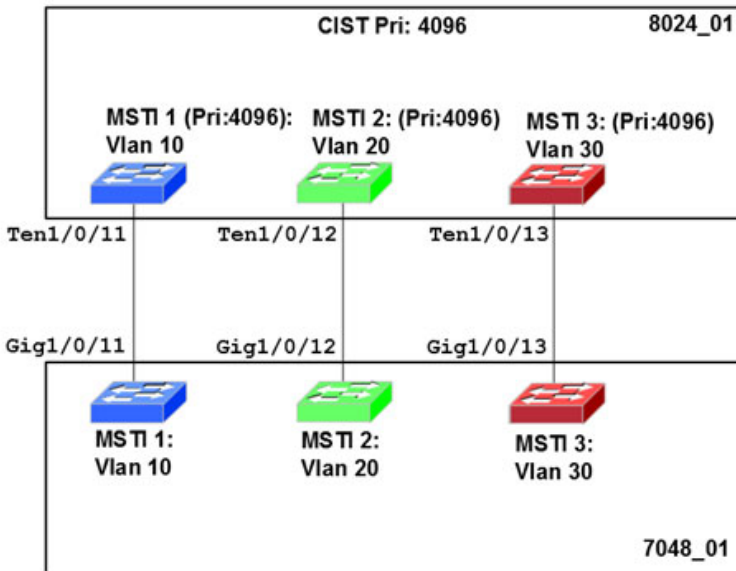 CIST Pri: 4096
8024_01
MSTI 1 (Pri:4096):
Vlan 10
MSTI 2: (Pri:4096)
Vlan 20
MSTI 3: (Pri:4096)
Vlan 30
Ten1/0/11
Ten1/0/12
Ten1/0/13
Gig1/0/11
Gig1/0/12
Gig1/0/13
MSTI 1:
Vlan 10
MSTI 2:
Vlan 20
MSTI 3:
Vlan 30
7048_01